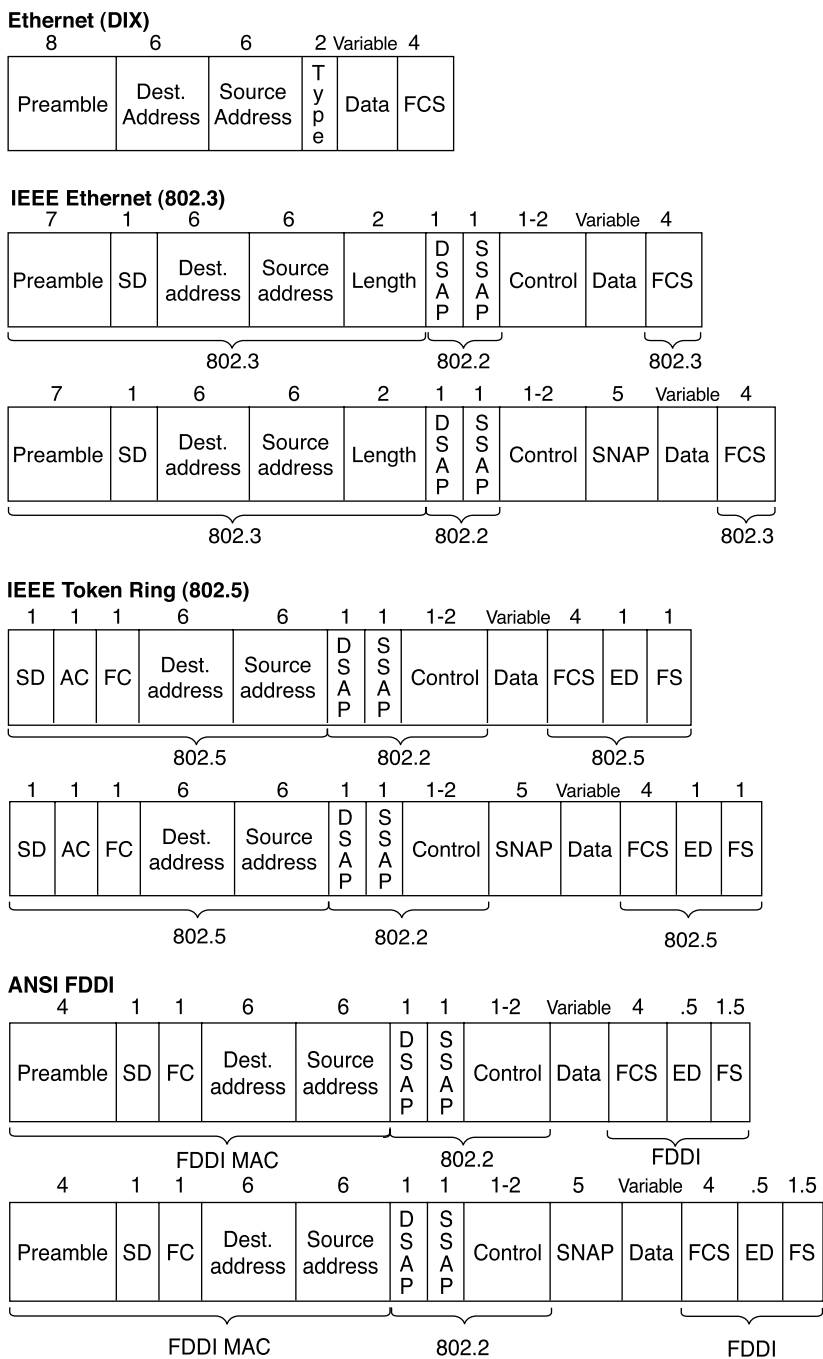 Ethernet (DIX)
8 6 6 2 Variable 4
Preamble Dest. Address Source Address Type Data FCS
IEEE Ethernet (802.3)
7 1 6 6 2 1 1 1-2 Variable 4
Preamble SD Dest. address Source address Length DSAP SSAP Control Data FCS
802.3 802.2 802.3
7 1 6 6 2 1 1 1-2 5 Variable 4
Preamble SD Dest. address Source address Length DSAP SSAP Control SNAP Data FCS
802.3 802.2 802.3
IEEE Token Ring (802.5)
1 1 1 6 6 1 1 1-2 Variable 4 1 1
SD AC FC Dest. address Source address DSAP SSAP Control Data FCS ED FS
802.5 802.2 802.5
1 1 1 6 6 1 1 1-2 5 Variable 4 1 1
SD AC FC Dest. address Source address DSAP SSAP Control SNAP Data FCS ED FS
802.5 802.2 802.5
ANSI FDDI
4 1 1 6 6 1 1 1-2 Variable 4 .5 1.5
Preamble SD FC Dest. address Source address DSAP SSAP Control Data FCS ED FS
FDDI MAC 802.2 FDDI
4 1 1 6 6 1 1 1-2 5 Variable 4 .5 1.5
Preamble SD FC Dest. address Source address DSAP SSAP Control SNAP Data FCS ED FS
FDDI MAC 802.2 FDDI